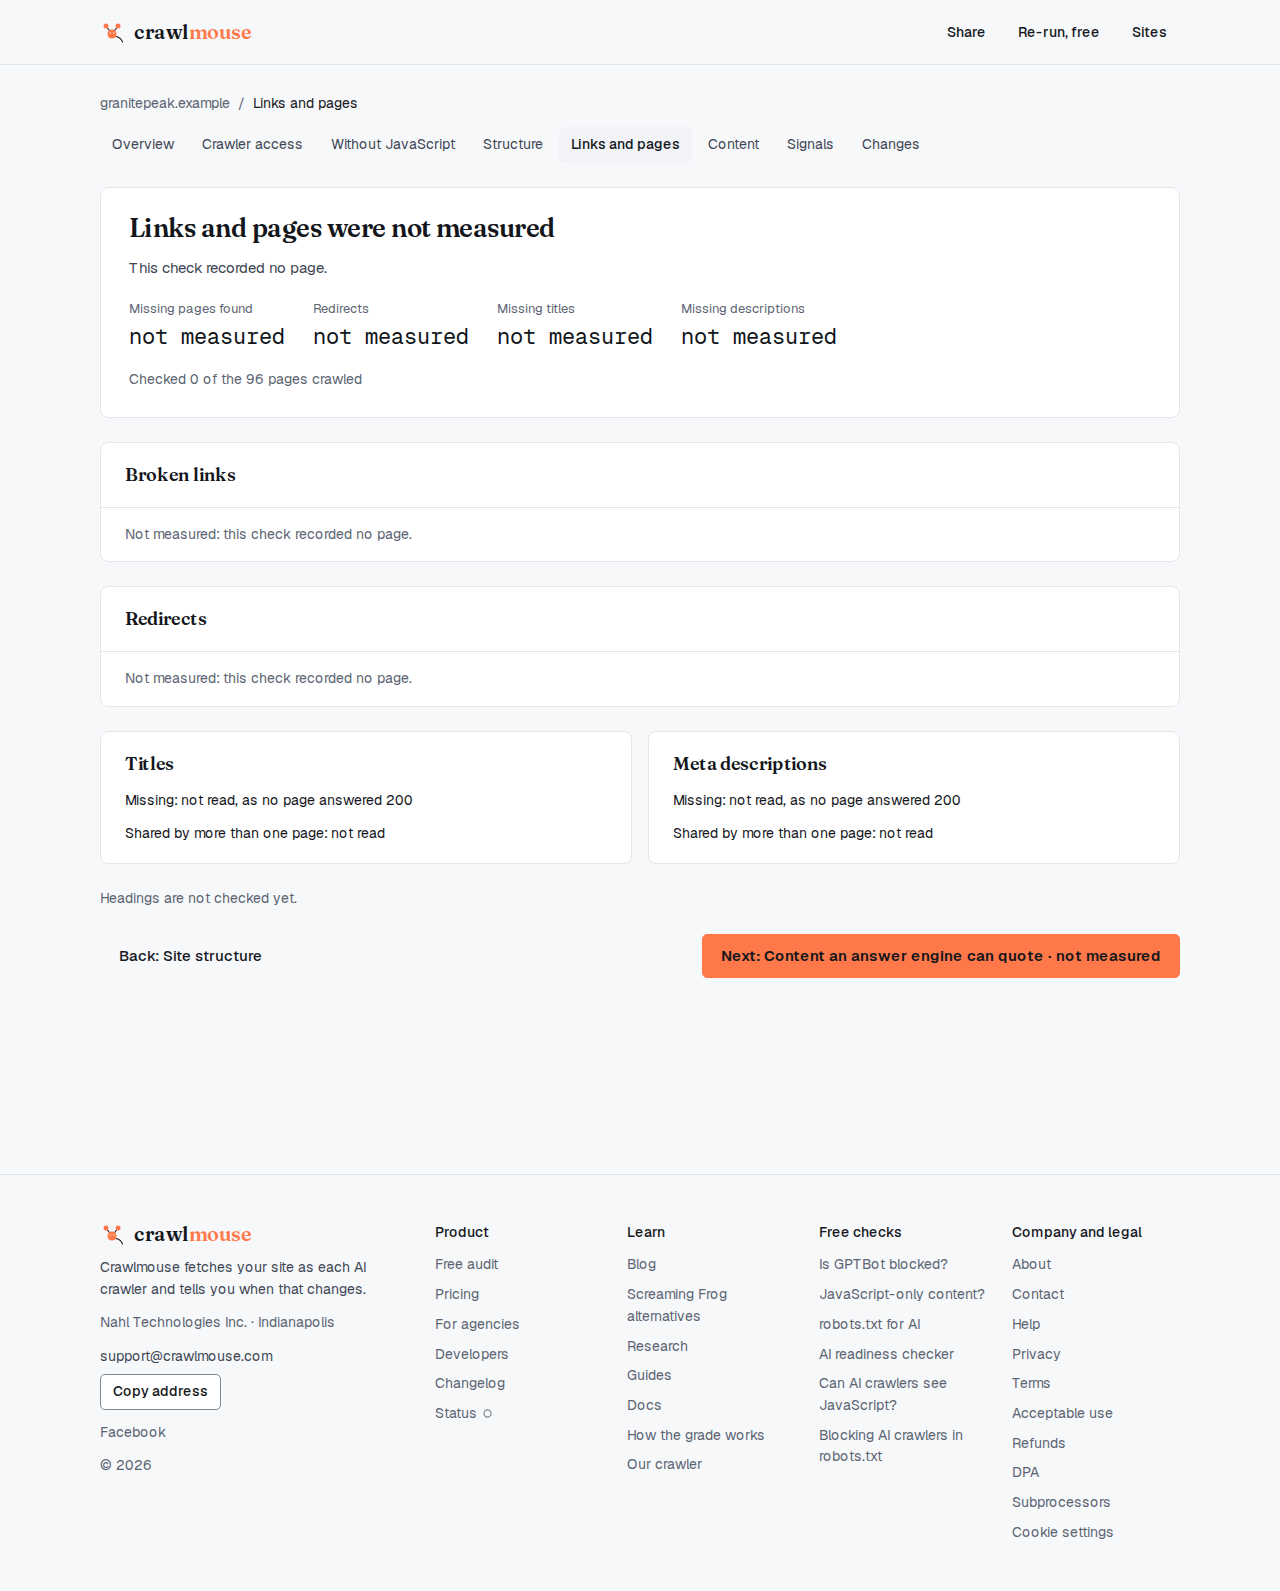 crawlmouse
Share
Re-run, free
Sites
granitepeak.example / Links and pages
Overview
Crawler access
Without JavaScript
Structure
Links and pages
Content
Signals
Changes
Links and pages were not measured
This check recorded no page.
Missing pages found
not measured
Redirects
not measured
Missing titles
not measured
Missing descriptions
not measured
Checked 0 of the 96 pages crawled
Broken links
Not measured: this check recorded no page.
Redirects
Not measured: this check recorded no page.
Titles
Missing: not read, as no page answered 200
Shared by more than one page: not read
Meta descriptions
Missing: not read, as no page answered 200
Shared by more than one page: not read
Headings are not checked yet.
Back: Site structure
Next: Content an answer engine can quote · not measured
crawlmouse
Crawlmouse fetches your site as each AI
crawler and tells you when that changes.
Nahl Technologies Inc. · Indianapolis
support@crawlmouse.com
Copy address
Facebook
© 2026
Product
Free audit
Pricing
For agencies
Developers
Changelog
Status
Learn
Blog
Screaming Frog
alternatives
Research
Guides
Docs
How the grade works
Our crawler
Free checks
Is GPTBot blocked?
JavaScript-only content?
robots.txt for AI
AI readiness checker
Can AI crawlers see
JavaScript?
Blocking AI crawlers in
robots.txt
Company and legal
About
Contact
Help
Privacy
Terms
Acceptable use
Refunds
DPA
Subprocessors
Cookie settings